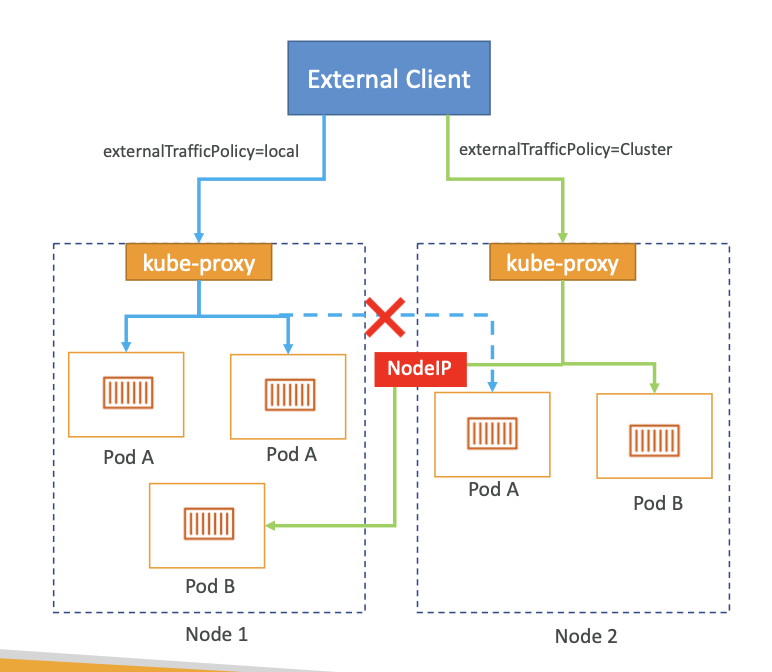 External Client
externalTrafficPolicy=local
externalTrafficPolicy=Cluster
kube-proxy
kube-proxy
NodeIP
Pod A
Pod A
Pod A
Pod B
Pod B
Node 1
Node 2